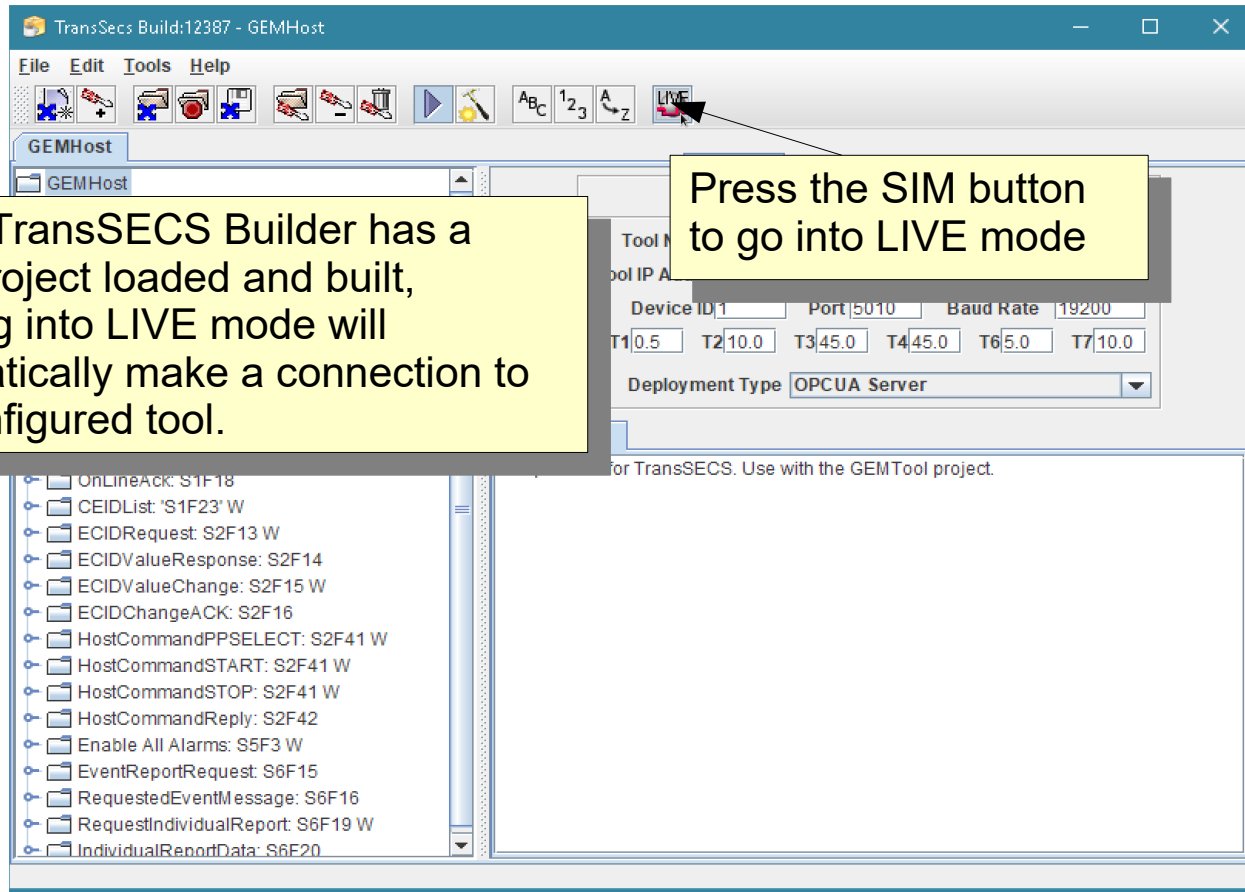 TransSecs Build:12387 - GEMHost
File Edit Tools Help
ABC 123 A Z LIVE
GEMHost
GEMHost
Press the SIM button
to go into LIVE mode
TransSECS Builder has a
loaded and built,
into LIVE mode will
make a connection to
tool.
Tool
IP
Device ID 1 Port 5010 Baud Rate 19200
T1 0.5 T2 10.0 T3 45.0 T4 45.0 T6 5.0 T7 10.0
Deployment Type OPCUA Server
for TransSECS. Use with the GEMTool project.
OnLineAck: S1F18
CEIDList: 'S1F23' W
ECIDRequest: S2F13 W
ECIDValueResponse: S2F14
ECIDValueChange: S2F15 W
ECIDChangeACK: S2F16
HostCommandPPSELECT: S2F41 W
HostCommandSTART: S2F41 W
HostCommandSTOP: S2F41 W
HostCommandReply: S2F42
Enable All Alarms: S5F3 W
EventReportRequest: S6F15
RequestedEventMessage: S6F16
RequestIndividualReport: S6F19 W
IndividualReportData: S6F20